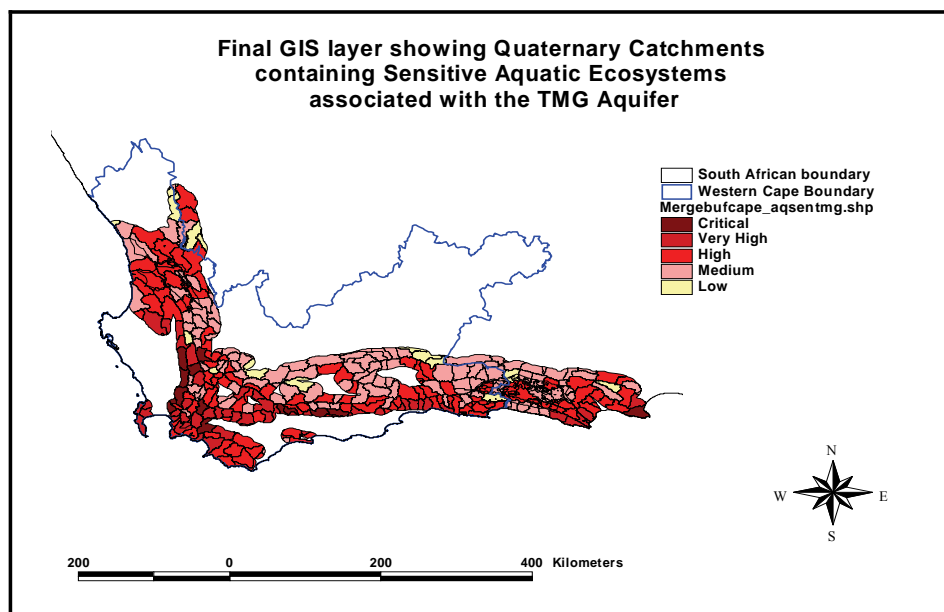 Final GIS layer showing Quaternary Catchments
containing Sensitive Aquatic Ecosystems
associated with the TMG Aquifer
South African boundary
Western Cape Boundary
Mergebufcape_aqsentmg.shp
Critical
Very High
High
Medium
Low
N
W E
S
200 0 200 400 Kilometers